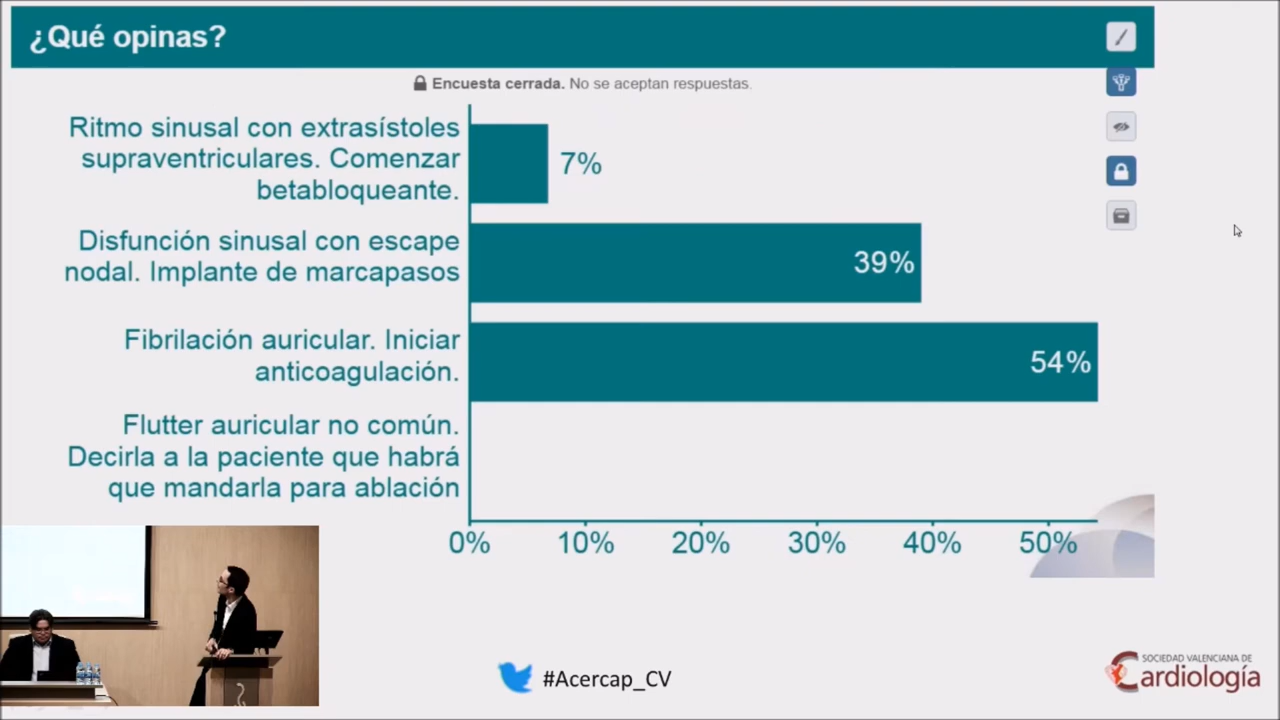 ¿Qué opinas?
Encuesta cerrada. No se aceptan respuestas.
Ritmo sinusal con extrasístoles
supraventriculares. Comenzar
betabloqueante.
7%
Disfunción sinusal con escape
nodal. Implante de marcapasos
39%
Fibrilación auricular. Iniciar
anticoagulación.
54%
Flutter auricular no común.
Decirla a la paciente que habrá
que mandarla para ablación
0% 10% 20% 30% 40% 50%
#Acercap_CV
SOCIEDAD VALENCIANA DE
Cardiología